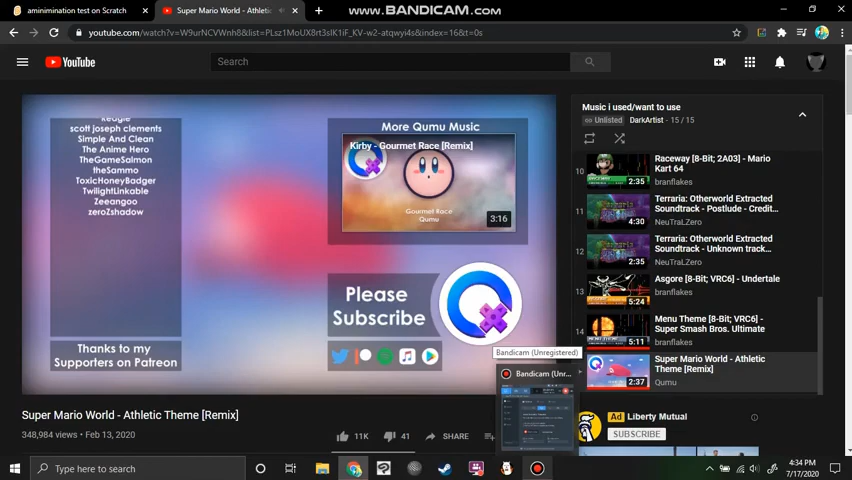 aminimination test on Scratch
Super Mario World - Athletic
WWW.BANDICAM.COM
youtube.com/watch?v=W9urNCVWnh8&list=PLsz1MoUX8rt3slK1iF_KV-w2-atqwyi4s&index=16&t=0s
YouTube
Search
Reagie
scott joseph clements
Simple And Clean
The Anime Hero
TheGameSalmon
theSammo
ToxicHoneyBadger
TwilightLinkable
Zeeangoo
zeroZshadow
Thanks to my
Supporters on Patreon
More Qumu Music
Kirby - Gourmet Race [Remix]
Gourmet Race
Qumu
3:16
Please
Subscribe
Bandicam (Unregistered)
Bandicam (Unr...
Super Mario World - Athletic Theme [Remix]
348,984 views • Feb 13, 2020
11K
41
SHARE
Music i used/want to use
Unlisted
DarkArtist - 15 / 15
10
2:35
Raceway [8-Bit; 2A03] - Mario
Kart 64
branflakes
11
4:30
Terraria: Otherworld Extracted
Soundtrack - Postlude - Credit...
NeuTraLZero
12
2:35
Terraria: Otherworld Extracted
Soundtrack - Unknown track...
NeuTraLZero
13
5:24
Asgore [8-Bit; VRC6] - Undertale
branflakes
14
5:11
Menu Theme [8-Bit; VRC6] -
Super Smash Bros. Ultimate
branflakes
2:37
Super Mario World - Athletic
Theme [Remix]
Qumu
Ad Liberty Mutual
SUBSCRIBE
Type here to search
4:34 PM
7/17/2020